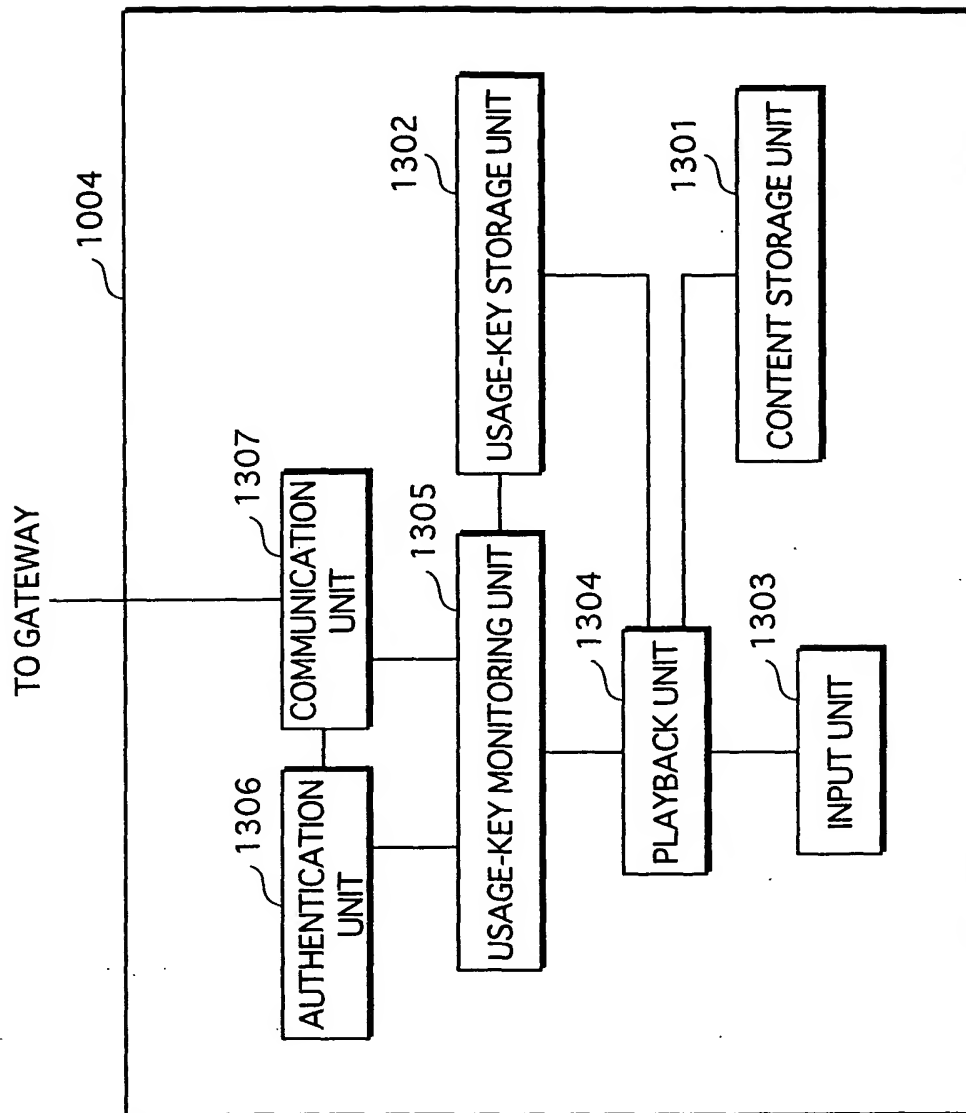 TO GATEWAY
1004
1306
AUTHENTICATION
UNIT
1307
COMMUNICATION
UNIT
1305
USAGE-KEY MONITORING UNIT
1302
USAGE-KEY STORAGE UNIT
1304
PLAYBACK UNIT
1303
INPUT UNIT
1301
CONTENT STORAGE UNIT